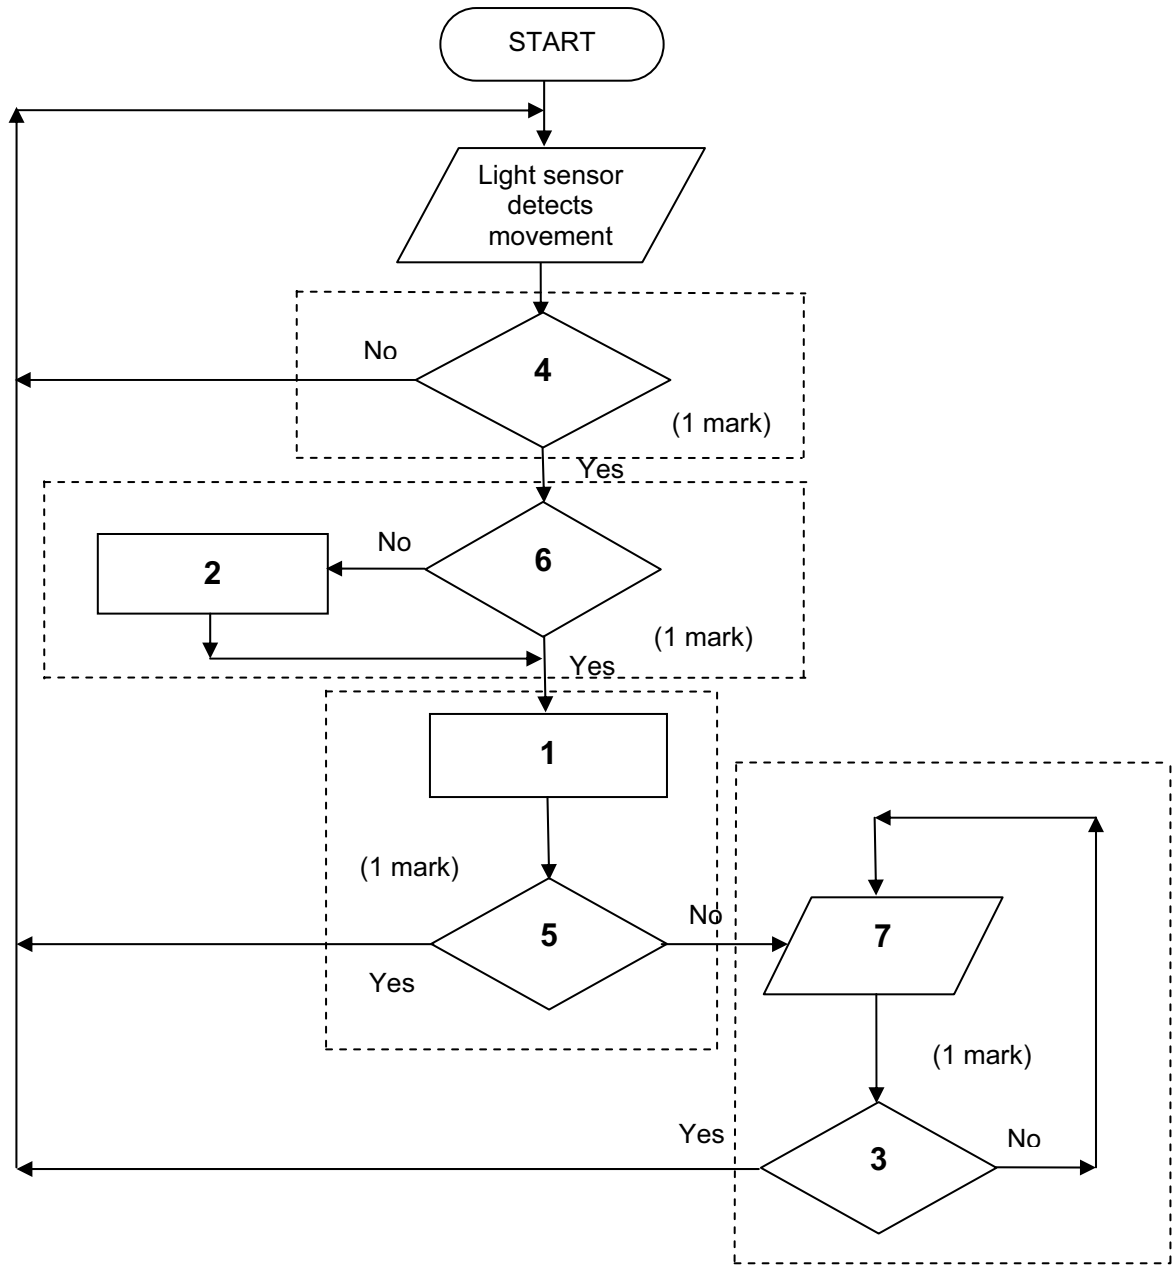 START
Light sensor
detects
movement
No
4
(1 mark)
Yes
No
6
2
(1 mark)
Yes
1
(1 mark)
No
5
7
Yes
(1 mark)
Yes
No
3